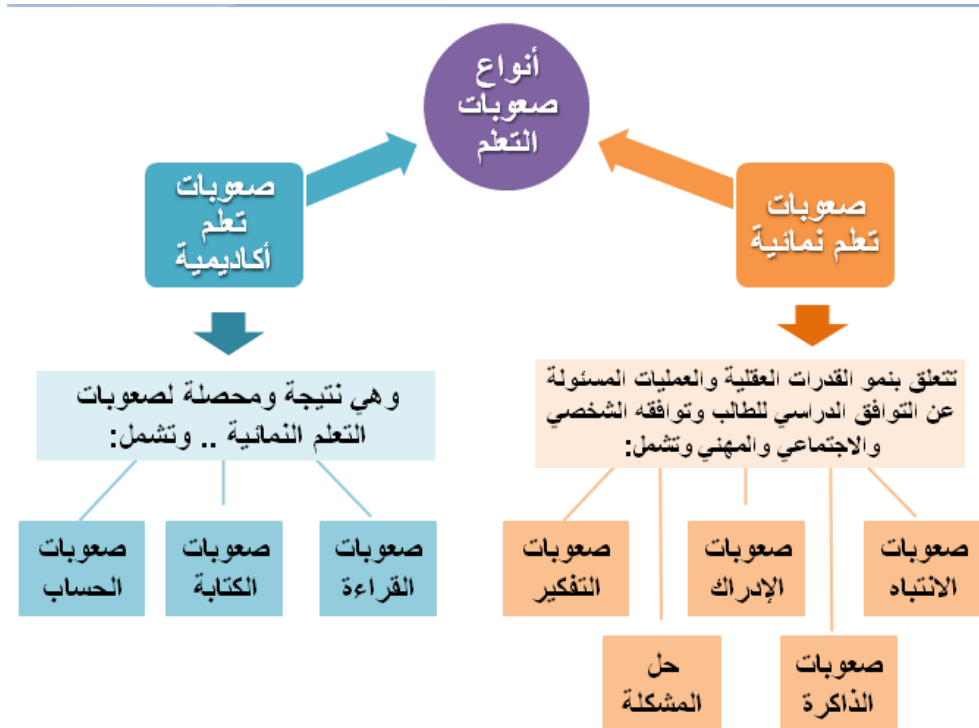 أنواع
صعوبات
التعلم
صعوبات
تعلم نمائية
تتعلق بنمو القدرات العقلية والعمليات المسئولة
عن التوافق الدراسي للطالب وتوافقه الشخصي
والاجتماعي والمهني وتشمل:
صعوبات
الانتباه
صعوبات
الذاكرة
صعوبات
الإدراك
حل
المشكلة
صعوبات
التفكير
صعوبات
تعلم
أكاديمية
وهي نتيجة ومحصلة لصعوبات
التعلم النمائية .. وتشمل:
صعوبات
القراءة
صعوبات
الكتابة
صعوبات
الحساب